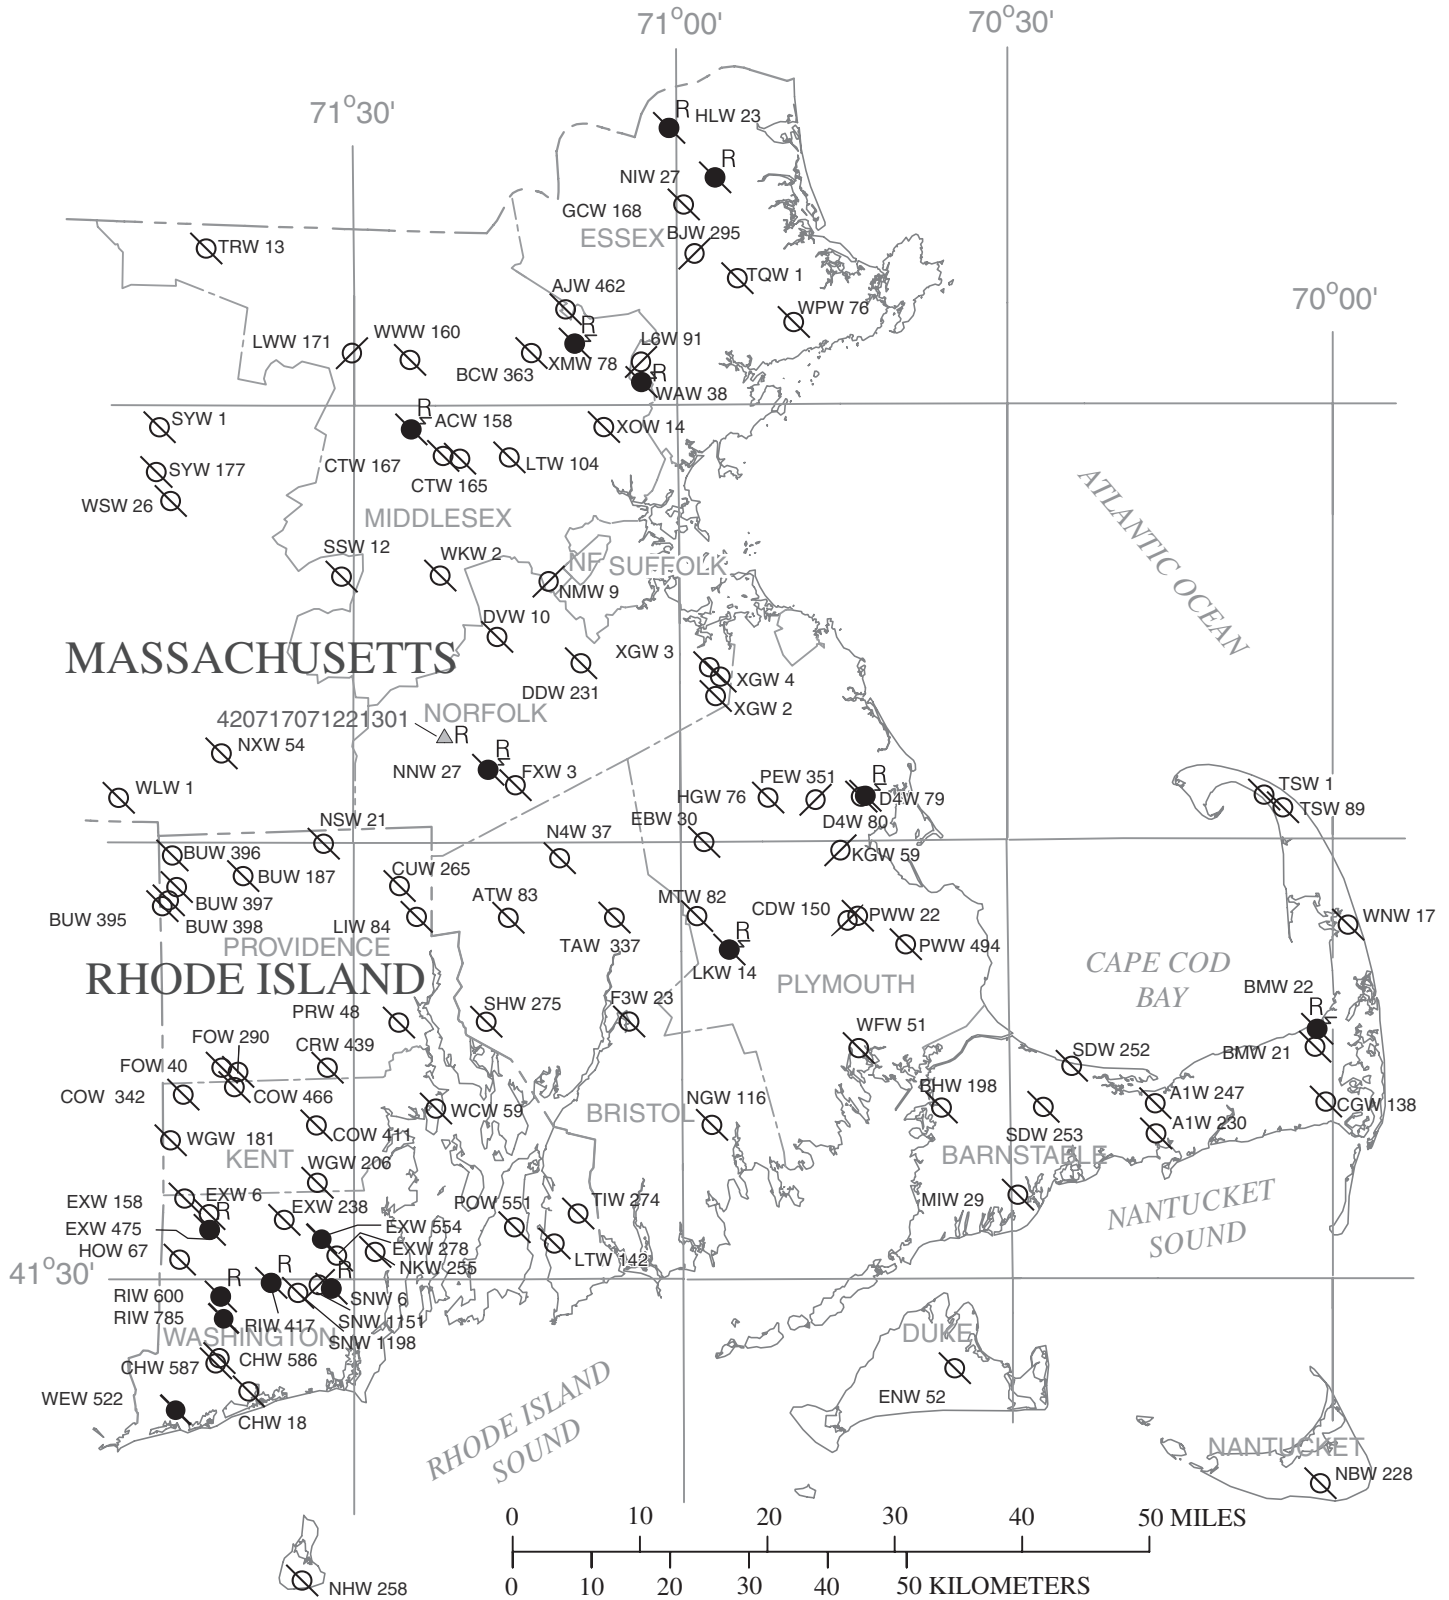 71°00'
70°30'
71°30'
70°00'
R
HLW 23
R
NIW 27
GCW 168
ESSEX
BJW 295
TRW 13
TQW 1
AJW 462
WPW 76
R
LWW 171
WWW 160
L6W 91
BCW 363
XMW 78
R
WAW 38
R
SYW 1
ACW 158
XOW 14
SYW 177
CTW 167
LTW 104
CTW 165
WSW 26
MIDDLESEX
ATLANTIC OCEAN
SSW 12
WKW 2
NF
SUFFOLK
NMW 9
DVW 10
MASSACHUSETTS
XGW 3
XGW 4
DDW 231
XGW 2
420717071221301
NORFOLK
R
NXW 54
R
NNW 27
FXW 3
WLW 1
PEW 351
R
HGW 76
D4W 79
TSW 1
TSW 89
NSW 21
EBW 30
D4W 80
N4W 37
KGW 59
BUW 396
BUW 187
CUW 265
BUW 397
ATW 83
MTW 82
CDW 150
PWW 22
WNW 17
BUW 395
BUW 398
LIW 84
PROVIDENCE
TAW 337
R
PWW 494
LKW 14
RHODE ISLAND
PLYMOUTH
CAPE COD
BAY
BMW 22
R
PRW 48
SHW 275
F3W 23
WFW 51
FOW 290
CRW 439
SDW 252
BMW 21
FOW 40
COW 342
COW 466
WCW 59
BRISTOL
NGW 116
BHW 198
A1W 247
CGW 138
COW 411
SDW 253
A1W 230
WGW 181
KENT
WGW 206
BARNSTABLE
EXW 158
EXW 6
R
EXW 238
POW 551
TIW 274
MIW 29
NANTUCKET
SOUND
EXW 475
EXW 554
EXW 278
HOW 67
NKW 255
LTW 142
41°30'
R
R
R
RIW 600
SNW 6
RIW 785
RIW 417
SNW 1151
WASHINGTON
SNW 1198
DUKE
CHW 587
CHW 586
WEW 522
CHW 18
ENW 52
RHODE ISLAND
SOUND
NANTUCKET
NBW 228
0 10 20 30 40 50 MILES
0 10 20 30 40 50 KILOMETERS
NHW 258